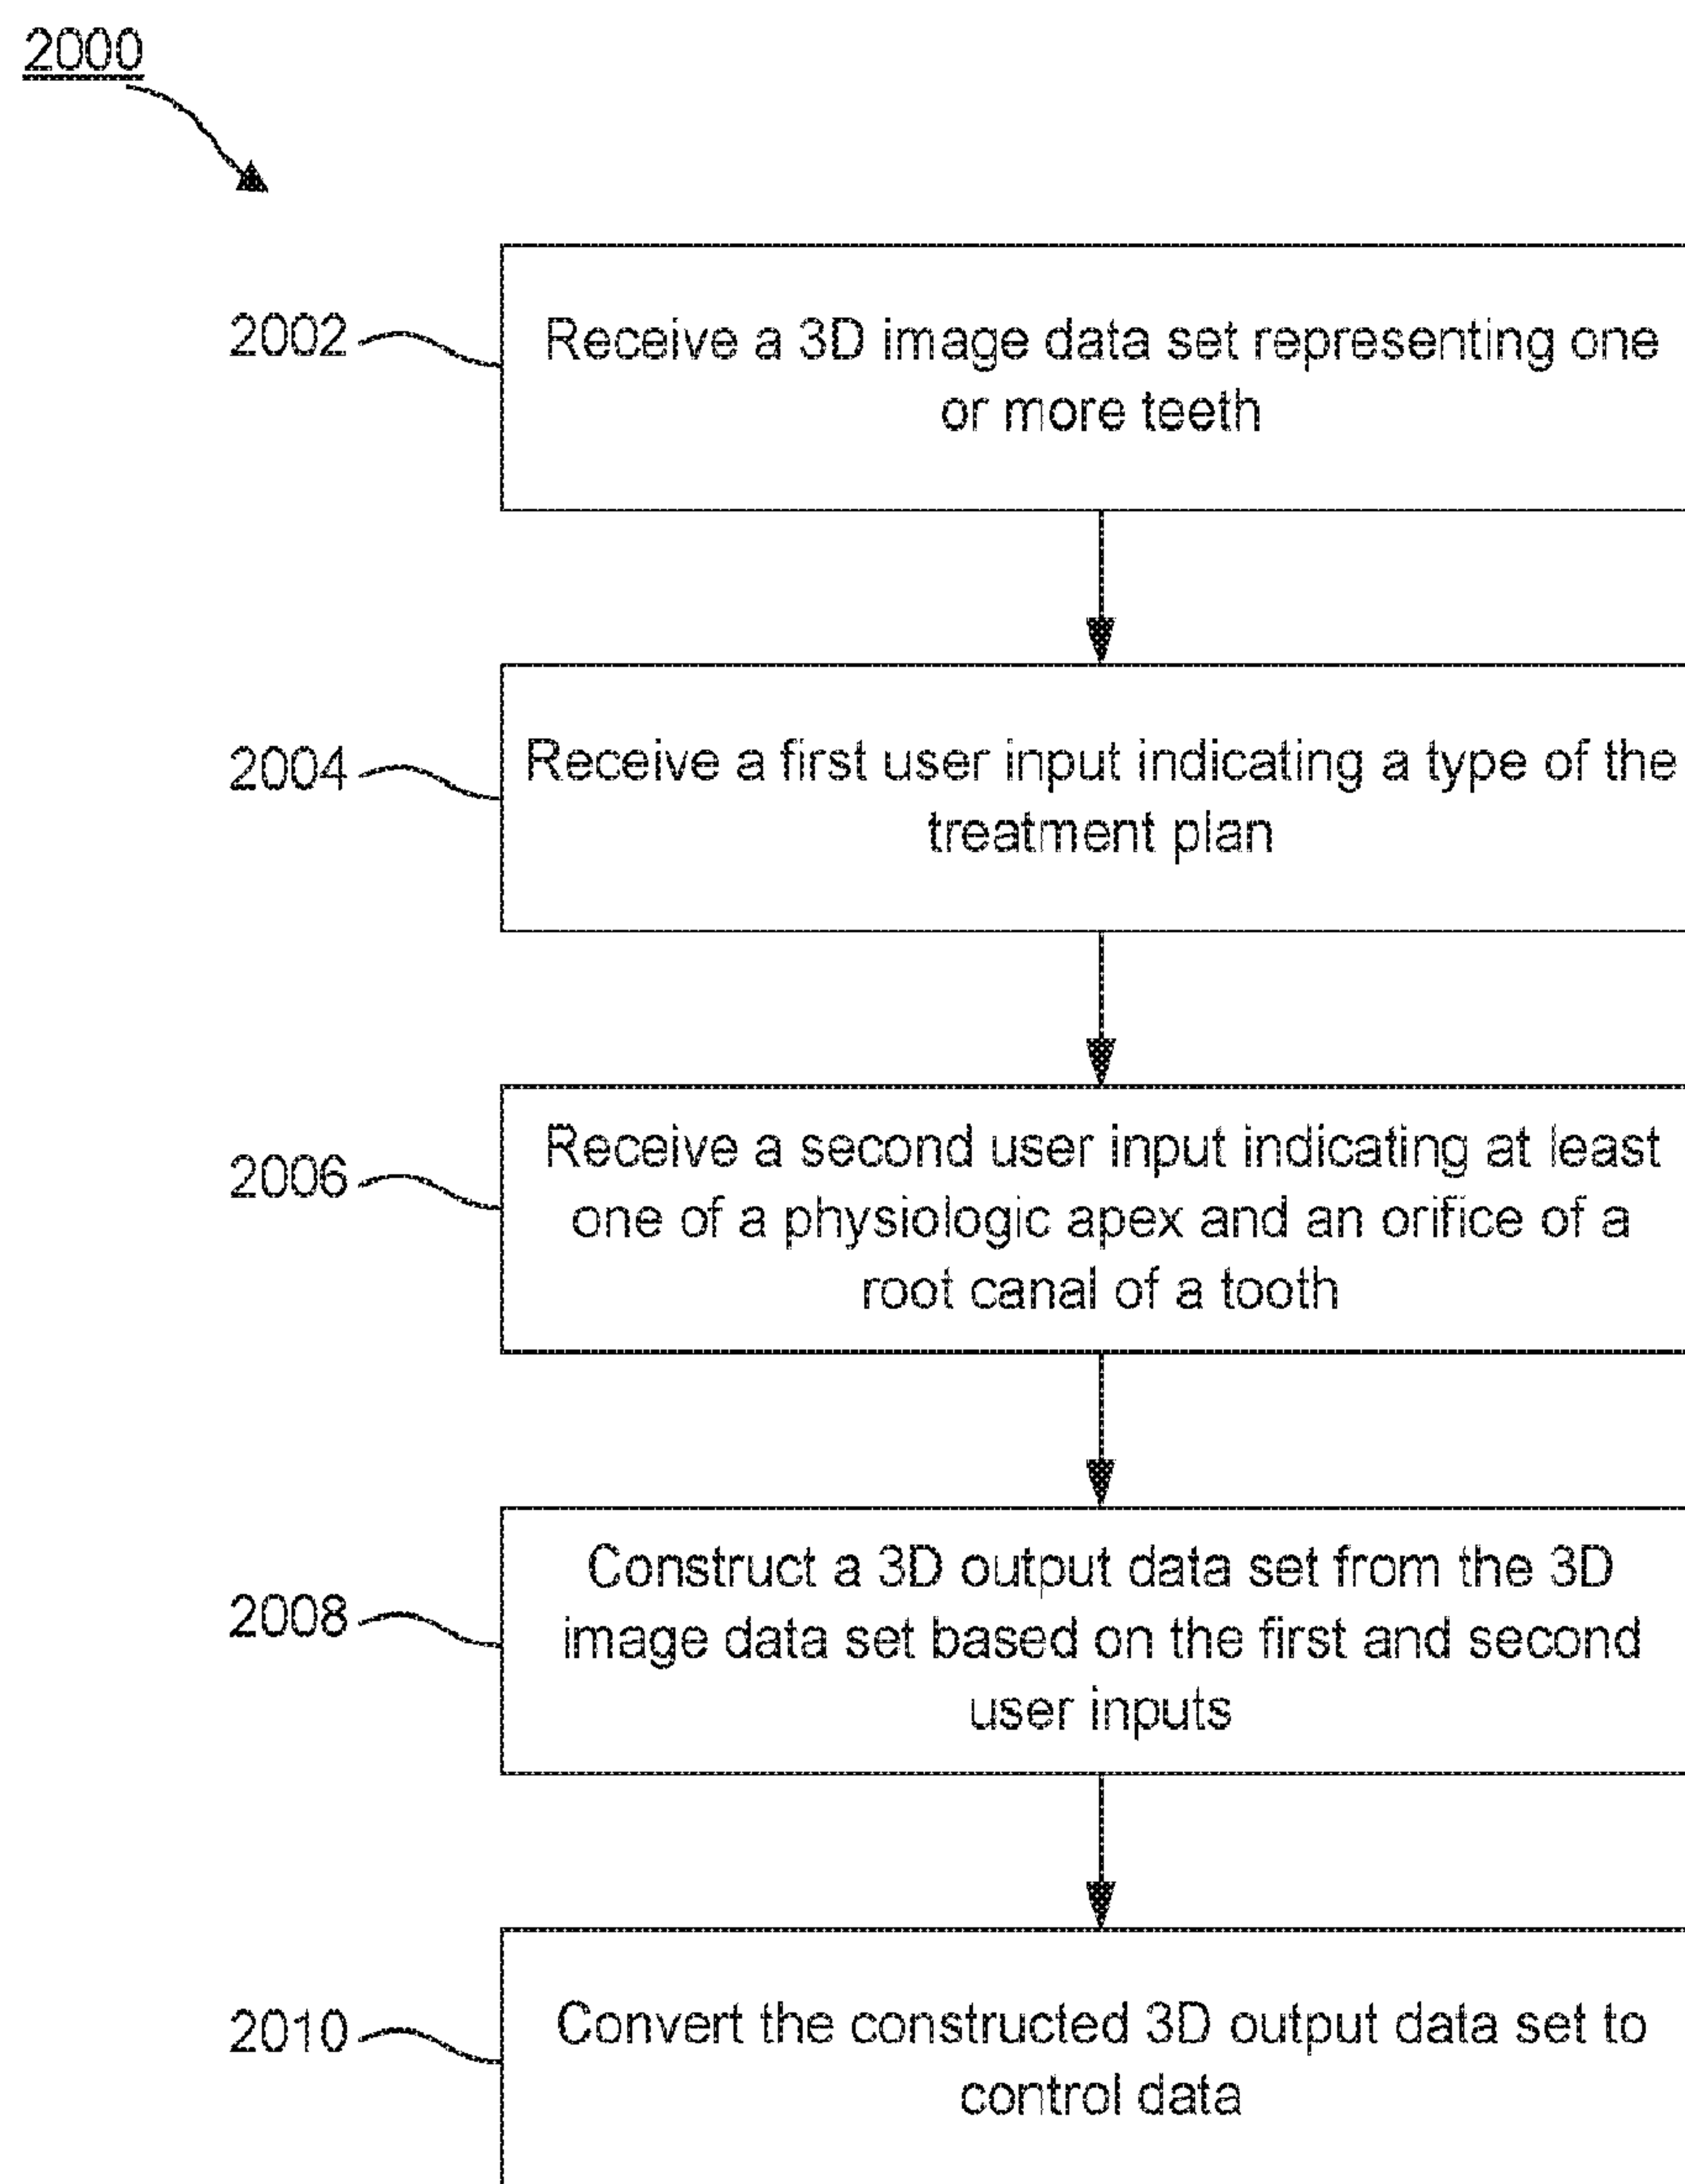 2000
2002
Receive a 3D image data set representing one
or more teeth
2004
Receive a first user input indicating a type of the
treatment plan
2006
Receive a second user input indicating at least
one of a physiologic apex and an orifice of a
root canal of a tooth
2008
Construct a 3D output data set from the 3D
image data set based on the first and second
user inputs
2010
Convert the constructed 3D output data set to
control data